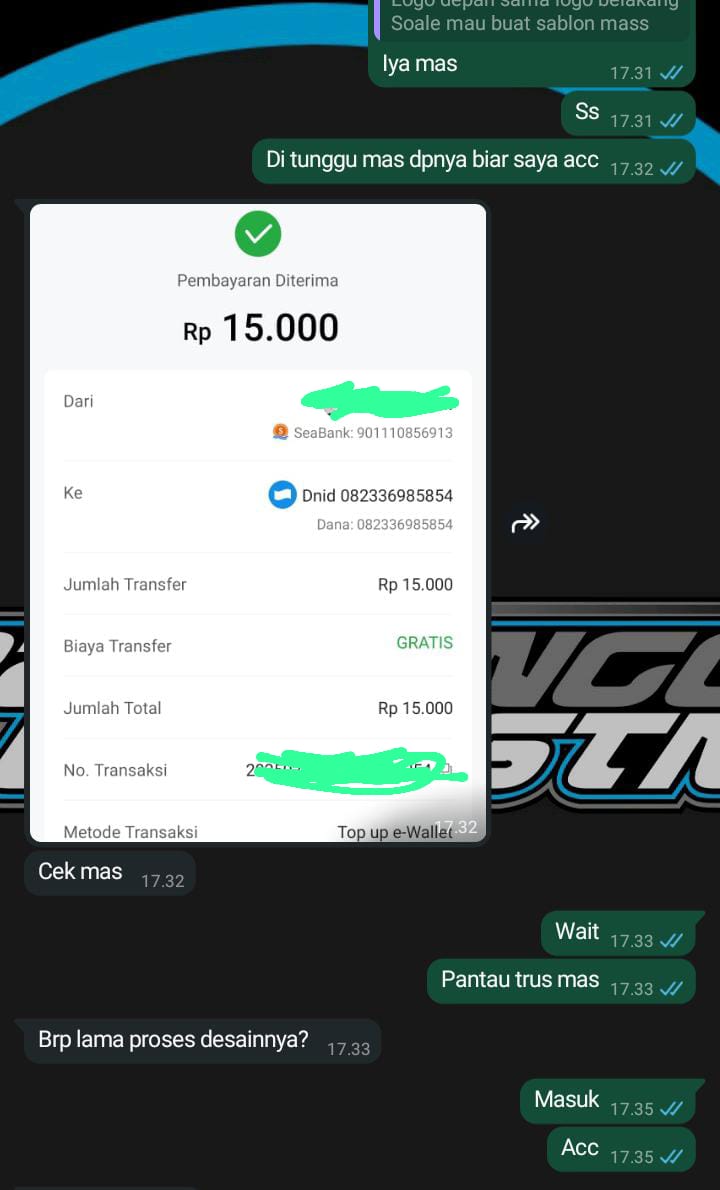 Logo depan sama logo belakang
Soale mau buat sablon mass
Iya mas
17.31
Ss 17.31
Di tunggu mas dpnya biar saya acc 17.32
Pembayaran Diterima
Rp 15.000
Dari
SeaBank: 901110856913
Ke Dnid 082336985854
Dana: 082336985854
Jumlah Transfer Rp 15.000
Biaya Transfer GRATIS
Jumlah Total Rp 15.000
No. Transaksi
Metode Transaksi Top up e-Wallet
17.32
Cek mas 17.32
Wait 17.33
Pantau trus mas 17.33
Brp lama proses desainnya? 17.33
Masuk 17.35
Acc 17.35